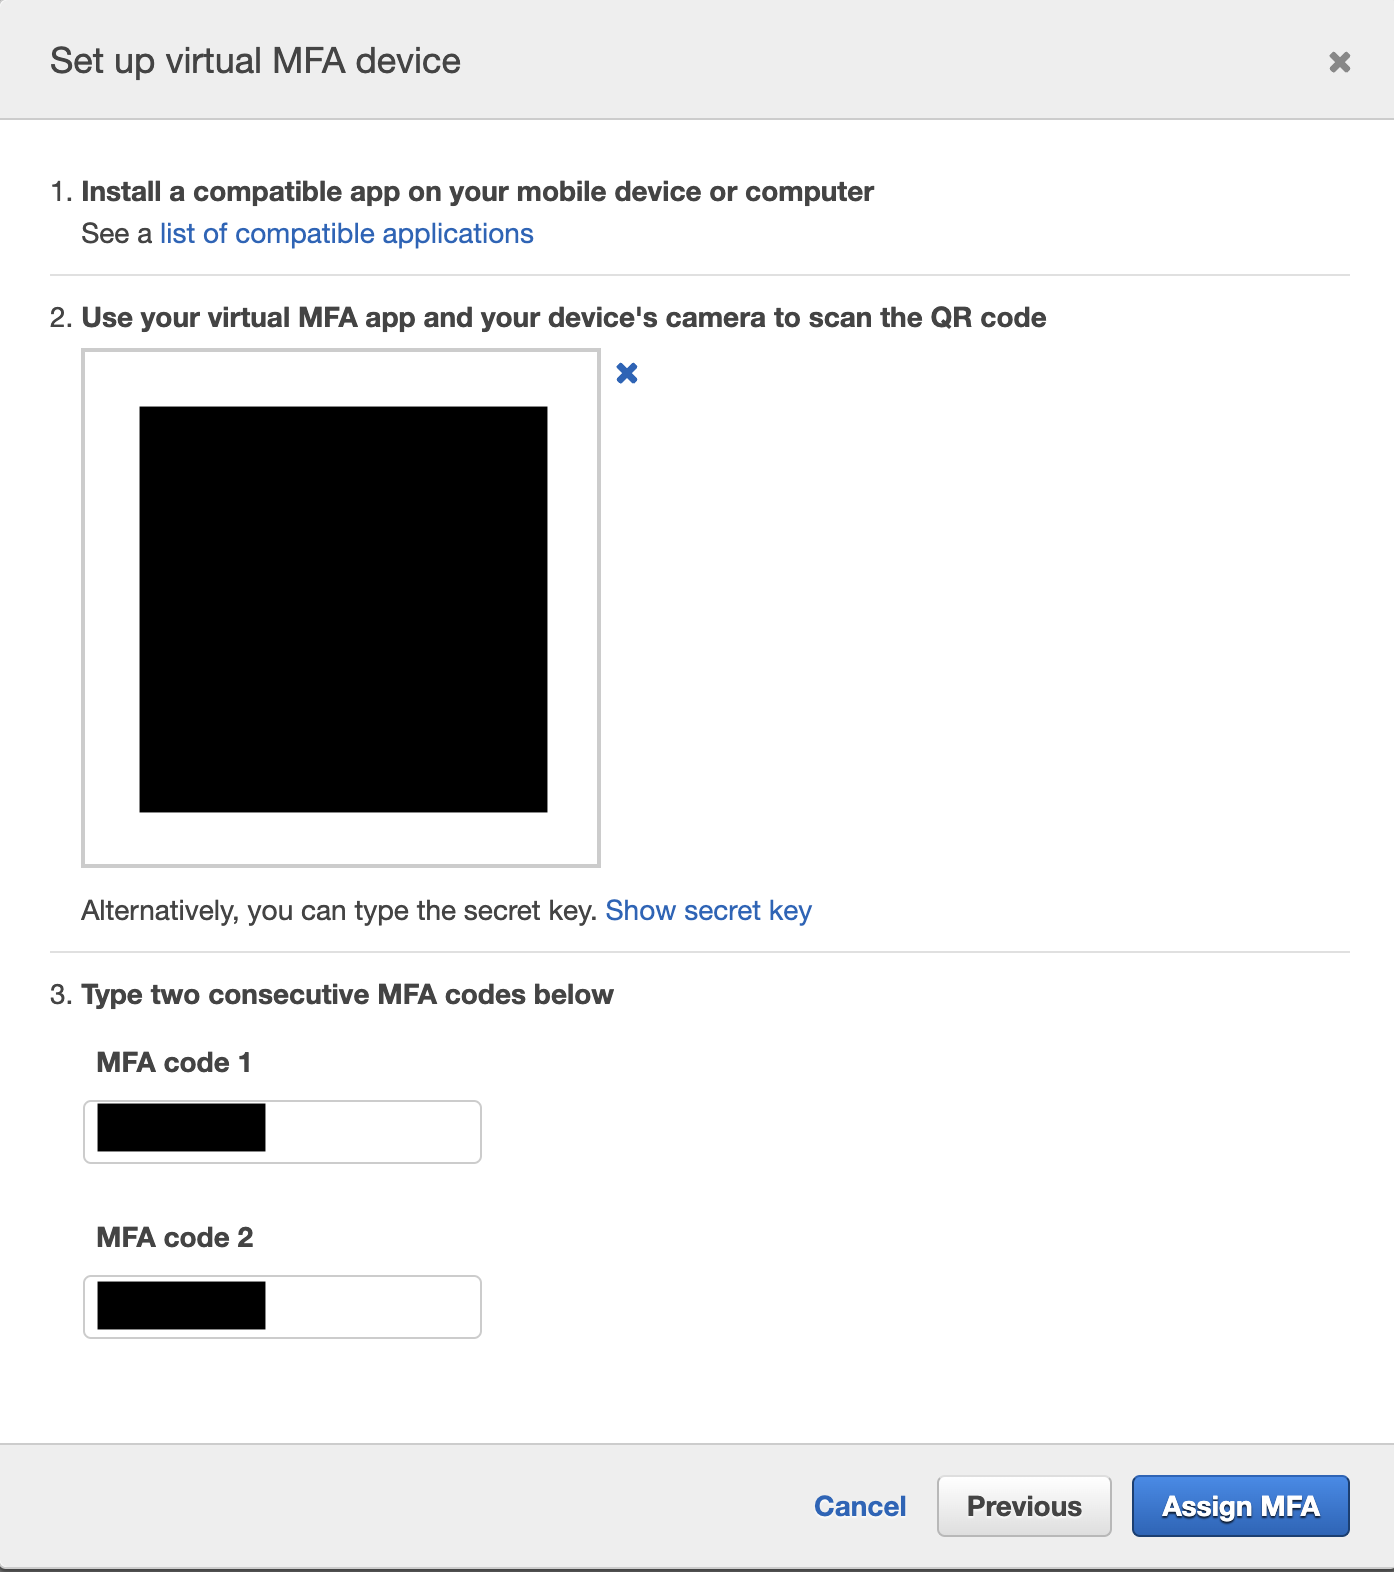 Set up virtual MFA device
1. Install a compatible app on your mobile device or computer
See a list of compatible applications
2. Use your virtual MFA app and your device's camera to scan the QR code
Alternatively, you can type the secret key. Show secret key
3. Type two consecutive MFA codes below
MFA code 1
MFA code 2
Cancel Previous Assign MFA